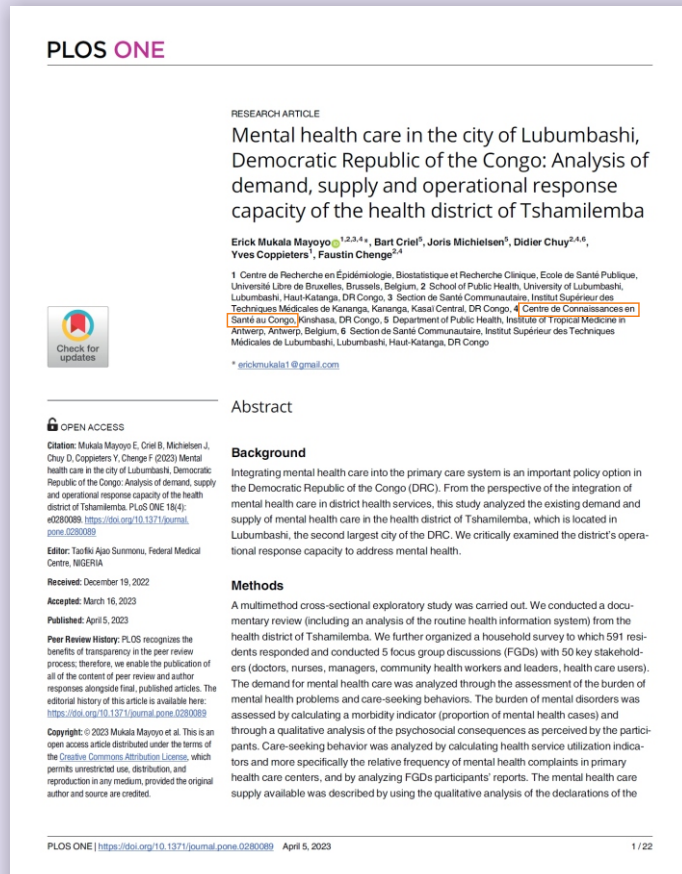 PLOS ONE
RESEARCH ARTICLE
Mental health care in the city of Lubumbashi,
Democratic Republic of the Congo: Analysis of
demand, supply and operational response
capacity of the health district of Tshamilemba
Erick Mukala Mayoyo 1,2,3,4*, Bart Criel5, Joris Michielsen5, Didier Chuy2,4,6,
Yves Coppieters1, Faustin Chenge2,4
1 Centre de Recherche en Épidémiologie, Biostatistique et Recherche Clinique, Ecole de Santé Publique,
Université Libre de Bruxelles, Brussels, Belgium, 2 School of Public Health, University of Lubumbashi,
Lubumbashi, Haut-Katanga, DR Congo, 3 Section de Santé Communautaire, Institut Supérieur des
Techniques Médicales de Kananga, Kananga, Kasaï Central, DR Congo, 4 Centre de Connaissances en
Santé au Congo, Kinshasa, DR Congo, 5 Department of Public Health, Institute of Tropical Medicine in
Antwerp, Antwerp, Belgium, 6 Section de Santé Communautaire, Institut Supérieur des Techniques
Médicales de Lubumbashi, Lubumbashi, Haut-Katanga, DR Congo
* erickmukala1@gmail.com
Check for
updates
OPEN ACCESS
Citation: Mukala Mayoyo E, Criel B, Michielsen J,
Chuy D, Coppieters Y, Chenge F (2023) Mental
health care in the city of Lubumbashi, Democratic
Republic of the Congo: Analysis of demand, supply
and operational response capacity of the health
district of Tshamilemba. PLoS ONE 18(4):
e0280089. https://doi.org/10.1371/journal.
pone.0280089
Editor: Taofiki Ajao Sunmonu, Federal Medical
Centre, NIGERIA
Received: December 19, 2022
Accepted: March 16, 2023
Published: April 5, 2023
Peer Review History: PLOS recognizes the
benefits of transparency in the peer review
process; therefore, we enable the publication of
all of the content of peer review and author
responses alongside final, published articles. The
editorial history of this article is available here:
https://doi.org/10.1371/journal.pone.0280089
Copyright: © 2023 Mukala Mayoyo et al. This is an
open access article distributed under the terms of
the Creative Commons Attribution License, which
permits unrestricted use, distribution, and
reproduction in any medium, provided the original
author and source are credited.
Abstract
Background
Integrating mental health care into the primary care system is an important policy option in
the Democratic Republic of the Congo (DRC). From the perspective of the integration of
mental health care in district health services, this study analyzed the existing demand and
supply of mental health care in the health district of Tshamilemba, which is located in
Lubumbashi, the second largest city of the DRC. We critically examined the district's opera-
tional response capacity to address mental health.
Methods
A multimethod cross-sectional exploratory study was carried out. We conducted a docu-
mentary review (including an analysis of the routine health information system) from the
health district of Tshamilemba. We further organized a household survey to which 591 resi-
dents responded and conducted 5 focus group discussions (FGDs) with 50 key stakehold-
ers (doctors, nurses, managers, community health workers and leaders, health care users).
The demand for mental health care was analyzed through the assessment of the burden of
mental health problems and care-seeking behaviors. The burden of mental disorders was
assessed by calculating a morbidity indicator (proportion of mental health cases) and
through a qualitative analysis of the psychosocial consequences as perceived by the partici-
pants. Care-seeking behavior was analyzed by calculating health service utilization indica-
tors and more specifically the relative frequency of mental health complaints in primary
health care centers, and by analyzing FGDs participants' reports. The mental health care
supply available was described by using the qualitative analysis of the declarations of the
PLOS ONE | https://doi.org/10.1371/journal.pone.0280089 April 5, 2023
1 / 22